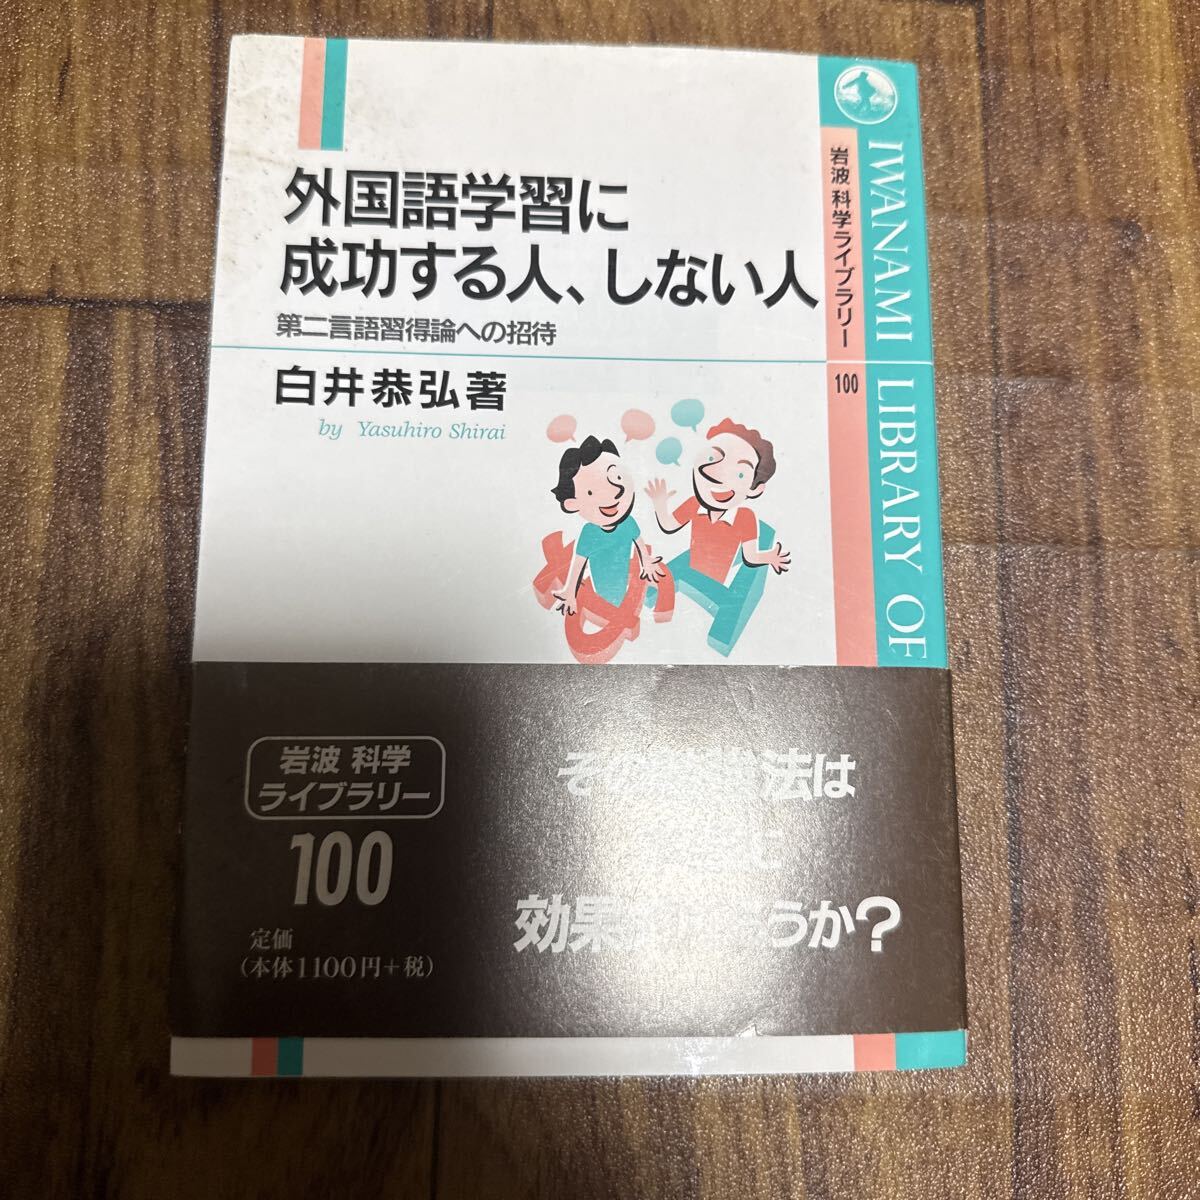 外国語学習に
成功する人、しない人
第二言語習得論への招待
白井恭弘著
by Yasuhiro Shirai
岩波 科学ライブラリー
100
IWANAMI LIBRARY OF
岩波 科学
ライブラリー
100
定価
(本体1100円+税)
その 法は
効果 うか?